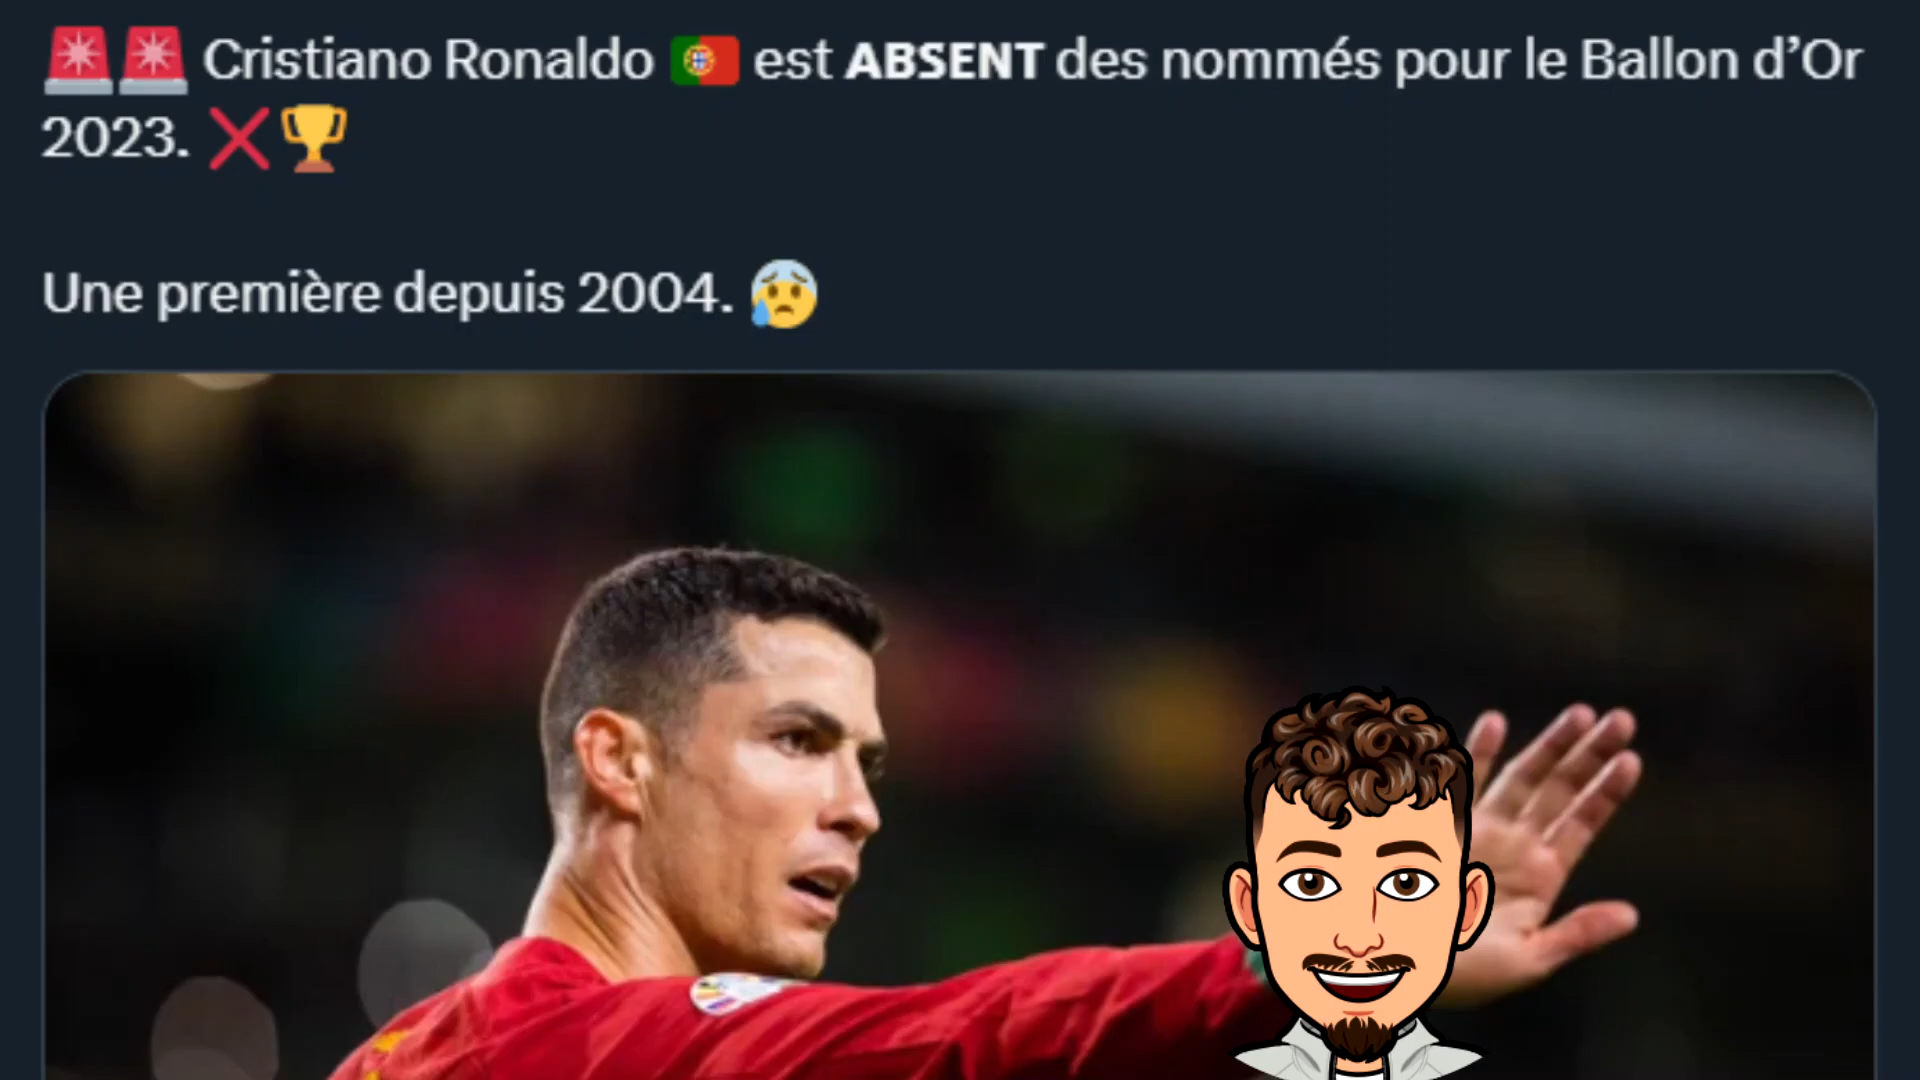 🚨🚨 Cristiano Ronaldo 🇵🇹 est ABSENT des nommés pour le Ballon d’Or
2023. ❌🏆
Une première depuis 2004. 😰